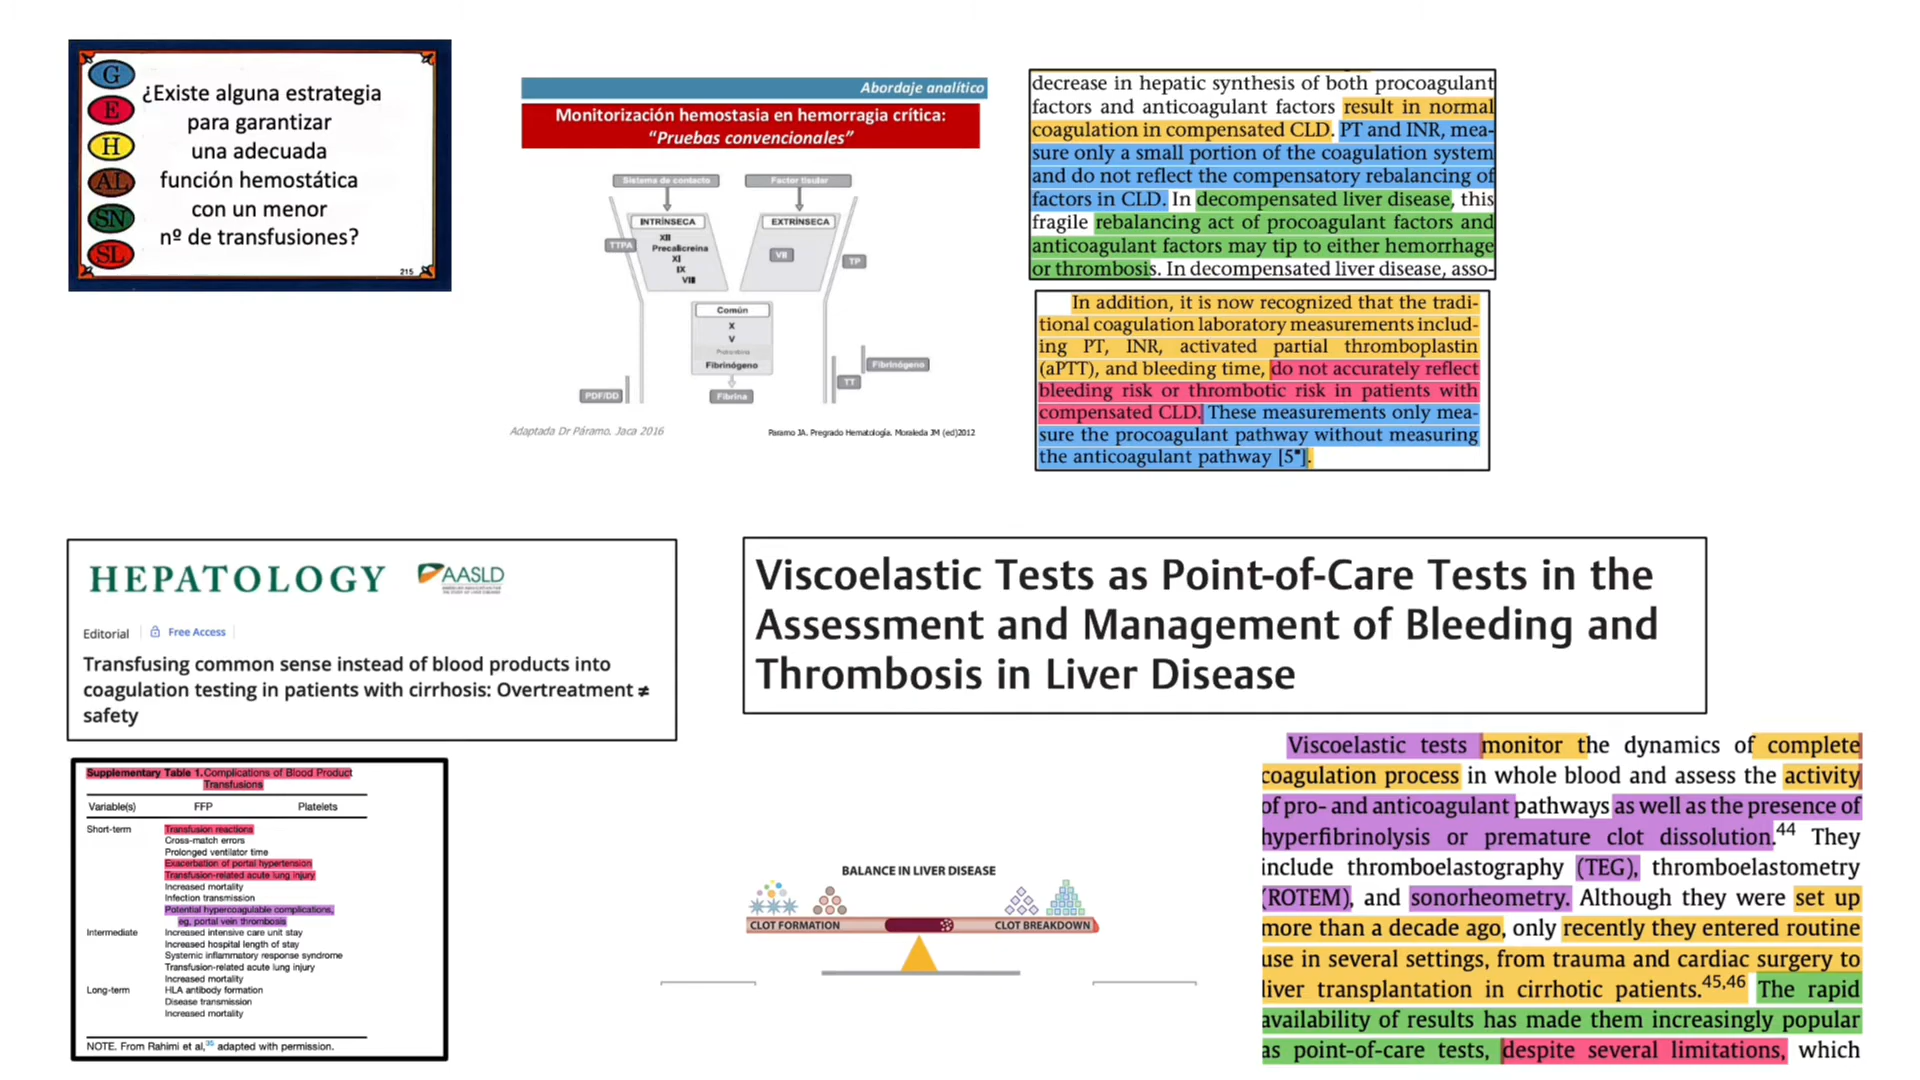 G
E
H
AL
SN
SL
¿Existe alguna estrategia
para garantizar
una adecuada
función hemostática
con un menor
nº de transfusiones?
215
Abordaje analítico
Monitorización hemostasia en hemorragia crítica:
“Pruebas convencionales”
Sistema de contacto
Factor tisular
INTRÍNSECA
EXTRÍNSECA
TTPA
XII
Precalicreina
XI
IX
VIII
VII
TP
Común
X
V
Protrombina
Fibrinógeno
Fibrinógeno
TT
PDF/DD
Fibrina
Adaptada Dr Páramo. Jaca 2016
Paramo JA. Pregrado Hematología. Moraleda JM (ed)2012
decrease in hepatic synthesis of both procoagulant
factors and anticoagulant factors result in normal
coagulation in compensated CLD. PT and INR, mea-
sure only a small portion of the coagulation system
and do not reflect the compensatory rebalancing of
factors in CLD. In decompensated liver disease, this
fragile rebalancing act of procoagulant factors and
anticoagulant factors may tip to either hemorrhage
or thrombosis. In decompensated liver disease, asso-
In addition, it is now recognized that the tradi-
tional coagulation laboratory measurements includ-
ing PT, INR, activated partial thromboplastin
(aPTT), and bleeding time, do not accurately reflect
bleeding risk or thrombotic risk in patients with
compensated CLD. These measurements only mea-
sure the procoagulant pathway without measuring
the anticoagulant pathway [5▪].
HEPATOLOGY
AASLD
Editorial
Free Access
Transfusing common sense instead of blood products into
coagulation testing in patients with cirrhosis: Overtreatment ≠
safety
Viscoelastic Tests as Point-of-Care Tests in the
Assessment and Management of Bleeding and
Thrombosis in Liver Disease
Supplementary Table 1. Complications of Blood Product
Transfusions
Variable(s) FFP Platelets
Short-term Transfusion reactions
Cross-match errors
Prolonged ventilator time
Exacerbation of portal hypertension
Transfusion-related acute lung injury
Increased mortality
Infection transmission
Potential hypercoagulable complications,
eg, portal vein thrombosis
Intermediate Increased intensive care unit stay
Increased hospital length of stay
Systemic inflammatory response syndrome
Transfusion-related acute lung injury
Increased mortality
Long-term HLA antibody formation
Disease transmission
Increased mortality
NOTE. From Rahimi et al,35 adapted with permission.
BALANCE IN LIVER DISEASE
CLOT FORMATION
CLOT BREAKDOWN
Viscoelastic tests monitor the dynamics of complete
coagulation process in whole blood and assess the activity
of pro- and anticoagulant pathways as well as the presence of
hyperfibrinolysis or premature clot dissolution.44 They
include thromboelastography (TEG), thromboelastometry
(ROTEM), and sonorheometry. Although they were set up
more than a decade ago, only recently they entered routine
use in several settings, from trauma and cardiac surgery to
liver transplantation in cirrhotic patients.45,46 The rapid
availability of results has made them increasingly popular
as point-of-care tests, despite several limitations, which